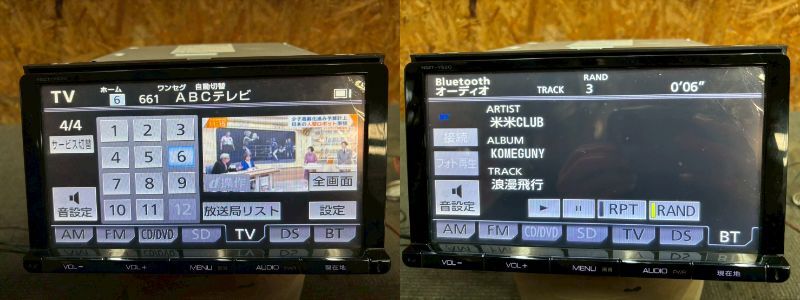 TV
ホーム
6
ワンセグ 自動切替
661 ABCテレビ
4/4
サービス切替
1 2 3
4 5 6
7 8 9
10 11 12
音設定
d操作
全画面
放送局リスト
設定
AM FM CD/DVD SD TV DS BT
VOL− VOL+ MENU AUDIO 現在地
Bluetooth
オーディオ
RAND
TRACK 3
0'06"
ARTIST
米米CLUB
接続
ALBUM
KOMEGUNY
フォト再生
TRACK
浪漫飛行
音設定
RPT RAND
AM FM CD/DVD SD TV DS BT
VOL− VOL+ MENU 画面 AUDIO PWR 現在地